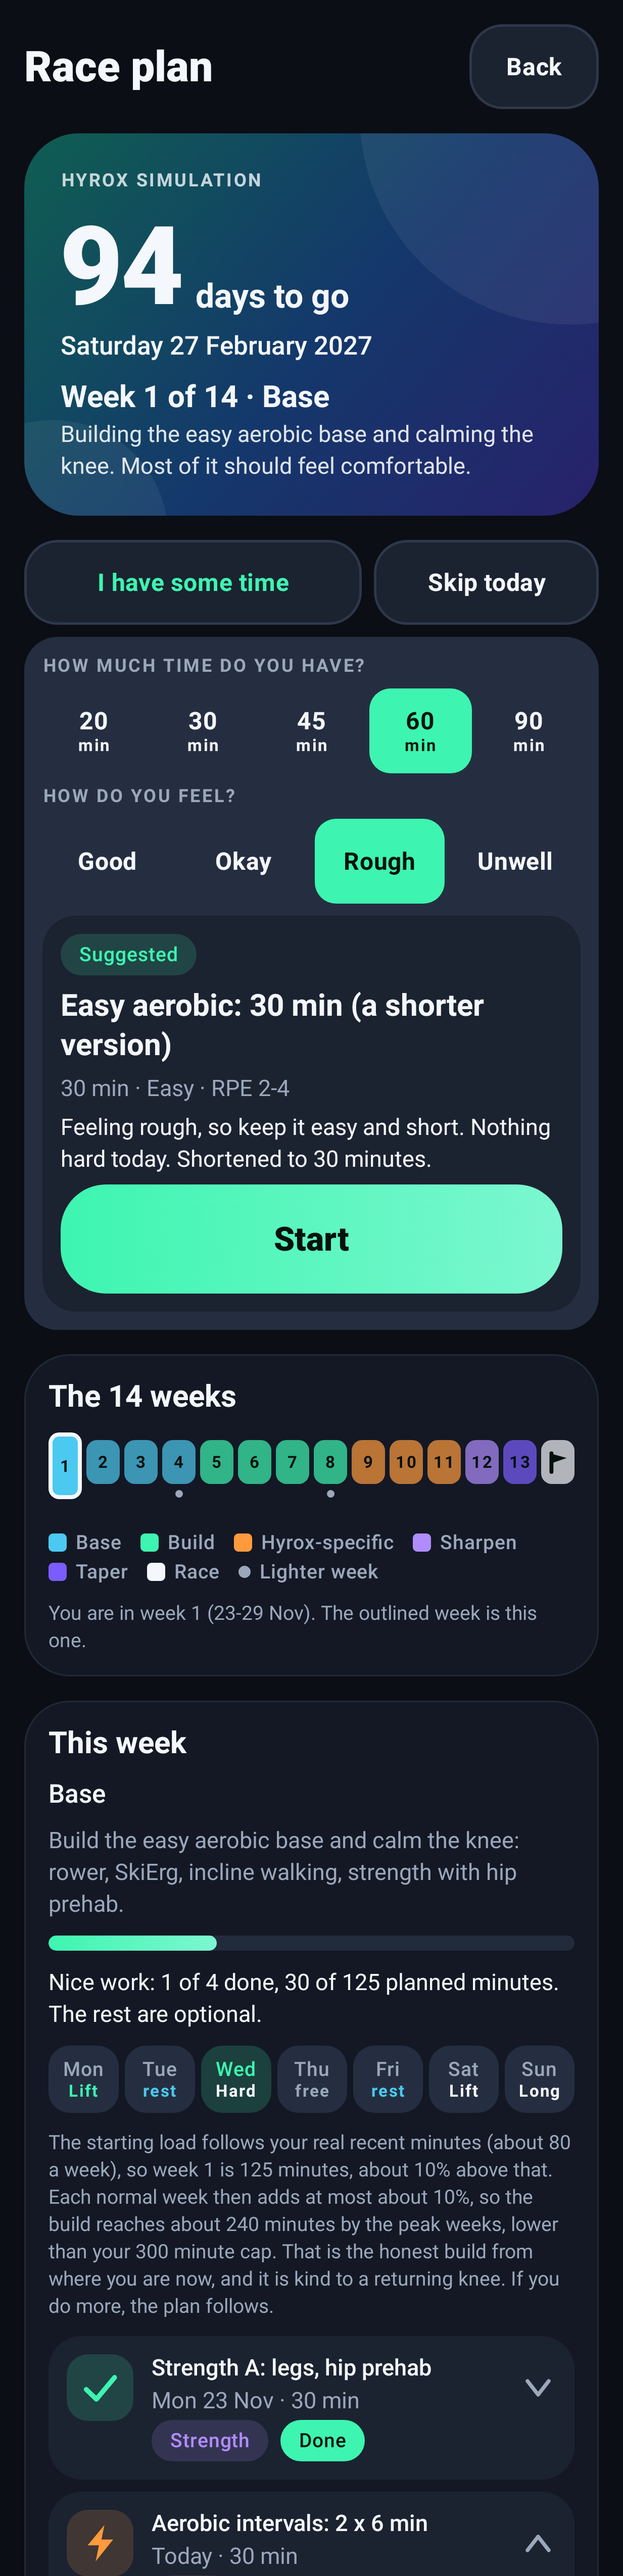 Race plan
Back
HYROX SIMULATION
94 days to go
Saturday 27 February 2027
Week 1 of 14 · Base
Building the easy aerobic base and calming the
knee. Most of it should feel comfortable.
I have some time
Skip today
HOW MUCH TIME DO YOU HAVE?
20 30 45 60 90
min min min min min
HOW DO YOU FEEL?
Good Okay Rough Unwell
Suggested
Easy aerobic: 30 min (a shorter
version)
30 min · Easy · RPE 2-4
Feeling rough, so keep it easy and short. Nothing
hard today. Shortened to 30 minutes.
Start
The 14 weeks
1 2 3 4 5 6 7 8 9 10 11 12 13
Base Build Hyrox-specific Sharpen
Taper Race Lighter week
You are in week 1 (23-29 Nov). The outlined week is this
one.
This week
Base
Build the easy aerobic base and calm the knee:
rower, SkiErg, incline walking, strength with hip
prehab.
Nice work: 1 of 4 done, 30 of 125 planned minutes.
The rest are optional.
Mon Tue Wed Thu Fri Sat Sun
Lift rest Hard free rest Lift Long
The starting load follows your real recent minutes (about 80
a week), so week 1 is 125 minutes, about 10% above that.
Each normal week then adds at most about 10%, so the
build reaches about 240 minutes by the peak weeks, lower
than your 300 minute cap. That is the honest build from
where you are now, and it is kind to a returning knee. If you
do more, the plan follows.
Strength A: legs, hip prehab
Mon 23 Nov · 30 min
Strength Done
Aerobic intervals: 2 x 6 min
Today · 30 min